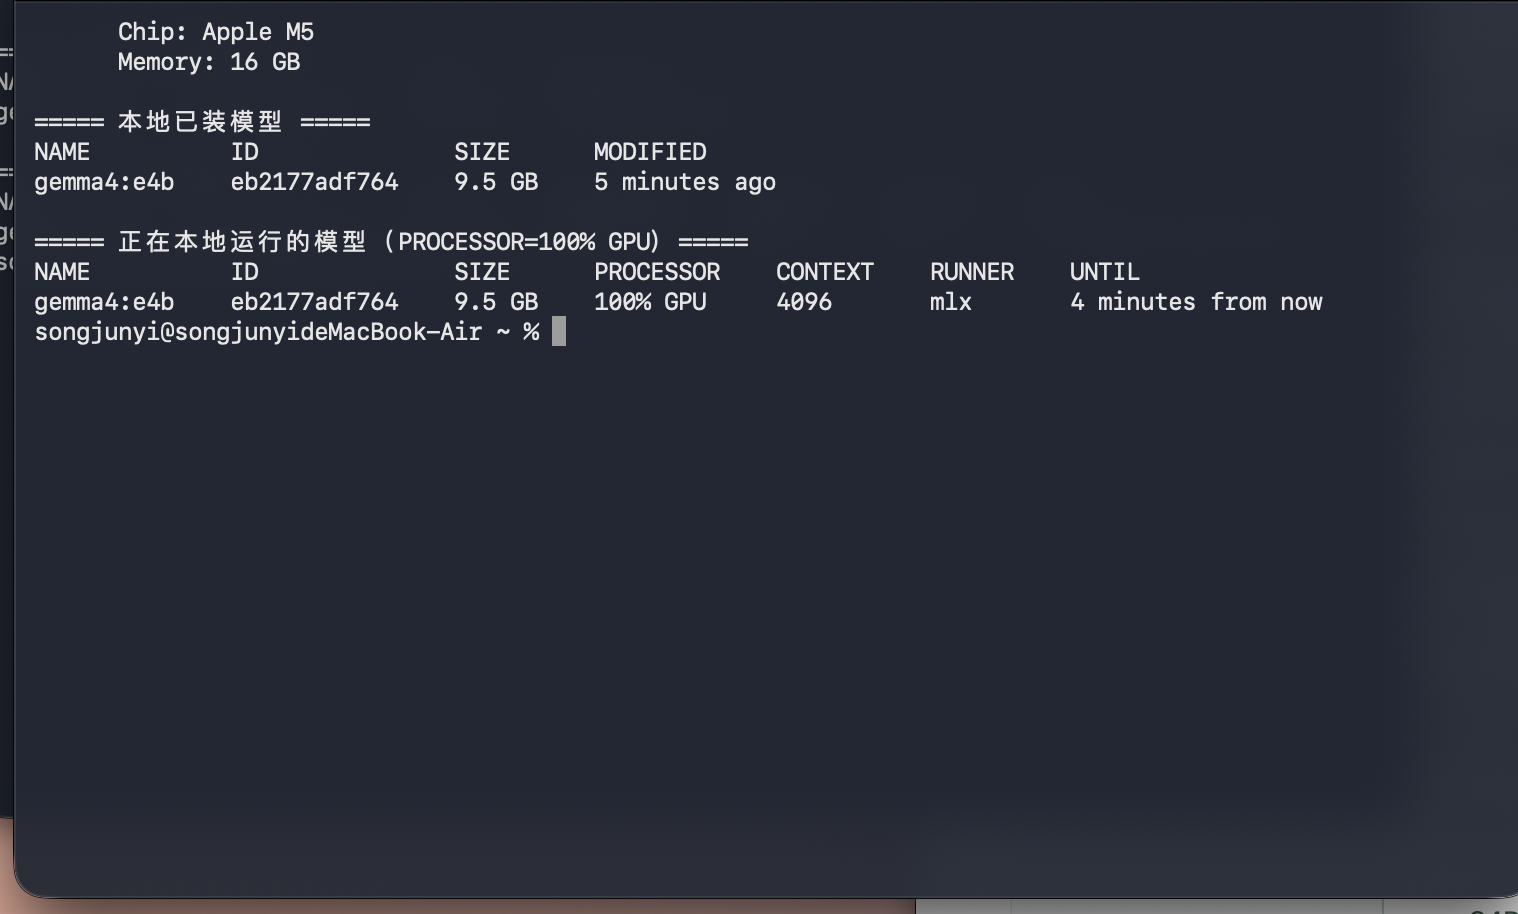 Chip: Apple M5
Memory: 16 GB
===== 本地已装模型 =====
NAME ID SIZE MODIFIED
gemma4:e4b eb2177adf764 9.5 GB 5 minutes ago
===== 正在本地运行的模型（PROCESSOR=100% GPU）=====
NAME ID SIZE PROCESSOR CONTEXT RUNNER UNTIL
gemma4:e4b eb2177adf764 9.5 GB 100% GPU 4096 mlx 4 minutes from now
songjunyi@songjunyideMacBook-Air ~ %